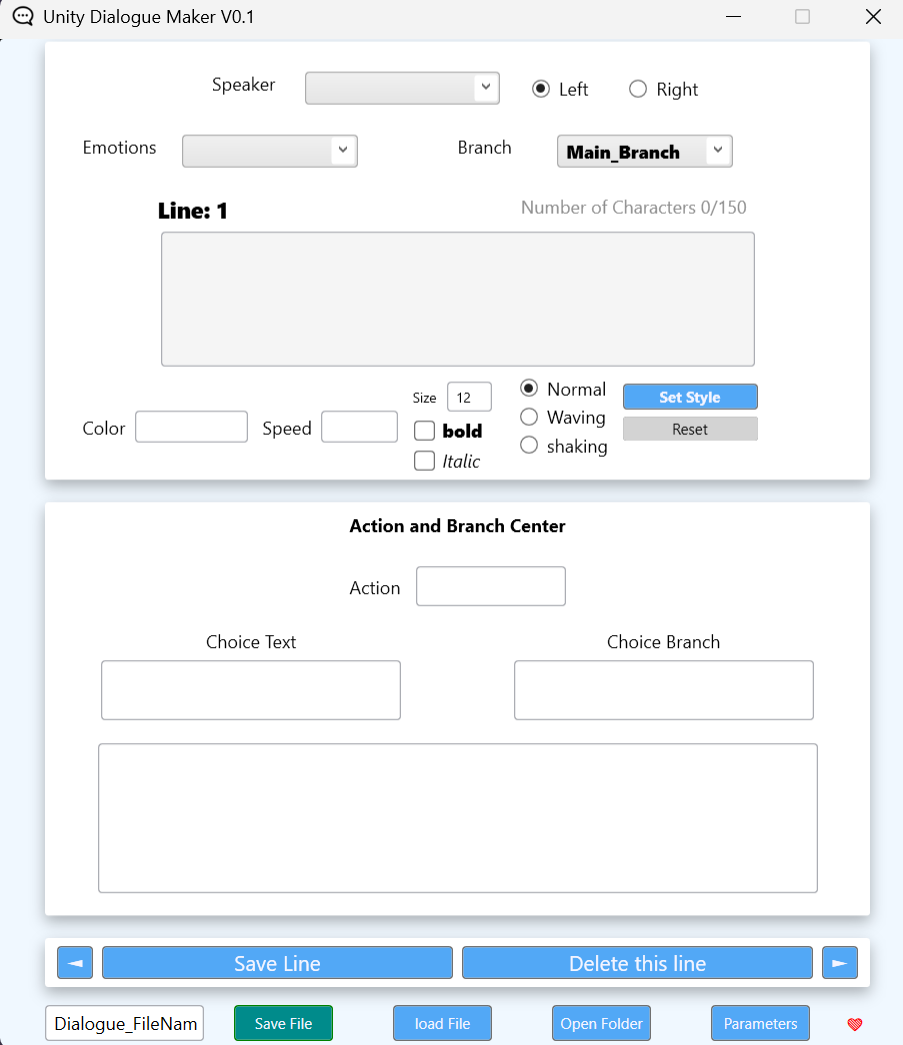 Unity Dialogue Maker V0.1
Speaker
Left
Right
Emotions
Branch
Main_Branch
Line: 1
Number of Characters 0/150
Color
Speed
Size
12
bold
Italic
Normal
Waving
shaking
Set Style
Reset
Action and Branch Center
Action
Choice Text
Choice Branch
Save Line
Delete this line
Dialogue_FileNam
Save File
load File
Open Folder
Parameters